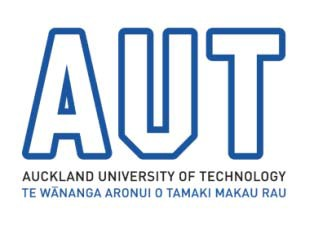 AUT
AUCKLAND UNIVERSITY OF TECHNOLOGY
TE WĀNANGA ARONUI O TAMAKI MAKAU RAU